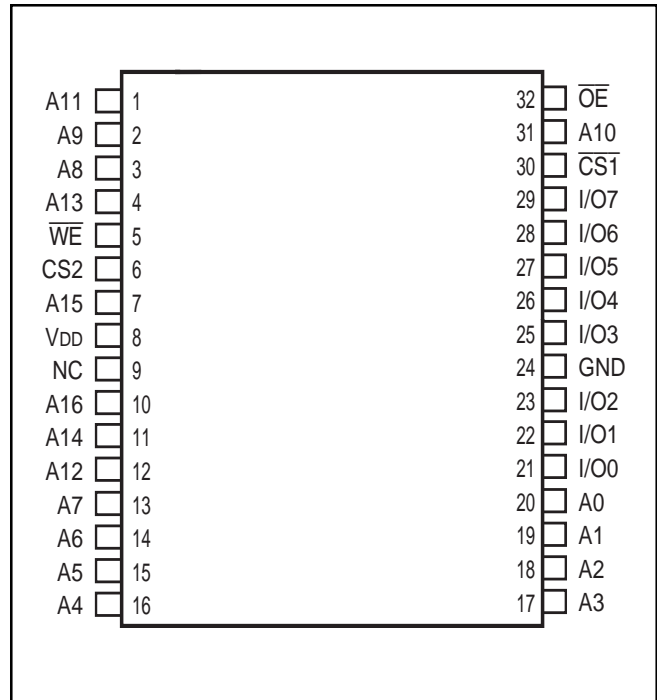 A11 1 32 O̅E̅
A9 2 31 A10
A8 3 30 C̅S̅1̅
A13 4 29 I/O7
W̅E̅ 5 28 I/O6
CS2 6 27 I/O5
A15 7 26 I/O4
VDD 8 25 I/O3
NC 9 24 GND
A16 10 23 I/O2
A14 11 22 I/O1
A12 12 21 I/O0
A7 13 20 A0
A6 14 19 A1
A5 15 18 A2
A4 16 17 A3